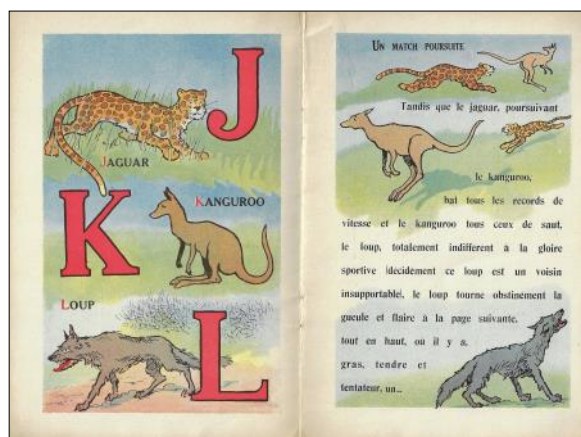 J
JAGUAR
K
KANGUROO
LOUP
L
UN MATCH POURSUITE
Tandis que le jaguar, poursuivant
le kanguroo,
bat tous les records de
vitesse et le kanguroo tous ceux de saut,
le loup, totalement indifférent à la gloire
sportive (décidément ce loup est un voisin
insupportable), le loup tourne obstinément la
gueule et flaire à la page suivante,
tout en haut, où il y a,
gras, tendre et
tentateur, un...